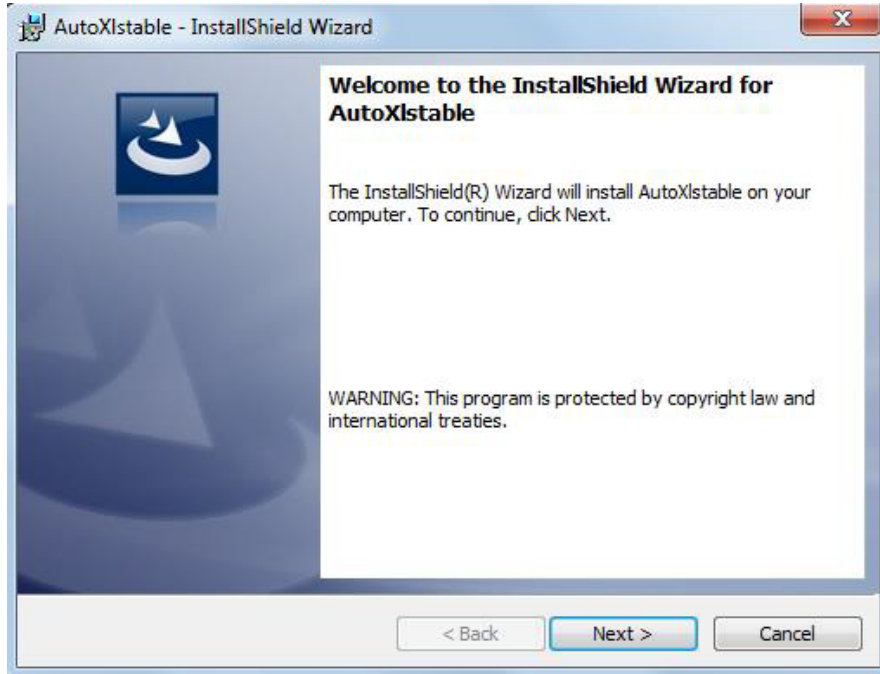 AutoXlstable - InstallShield Wizard
Welcome to the InstallShield Wizard for
AutoXlstable
The InstallShield(R) Wizard will install AutoXlstable on your
computer. To continue, click Next.
WARNING: This program is protected by copyright law and
international treaties.
< Back
Next >
Cancel